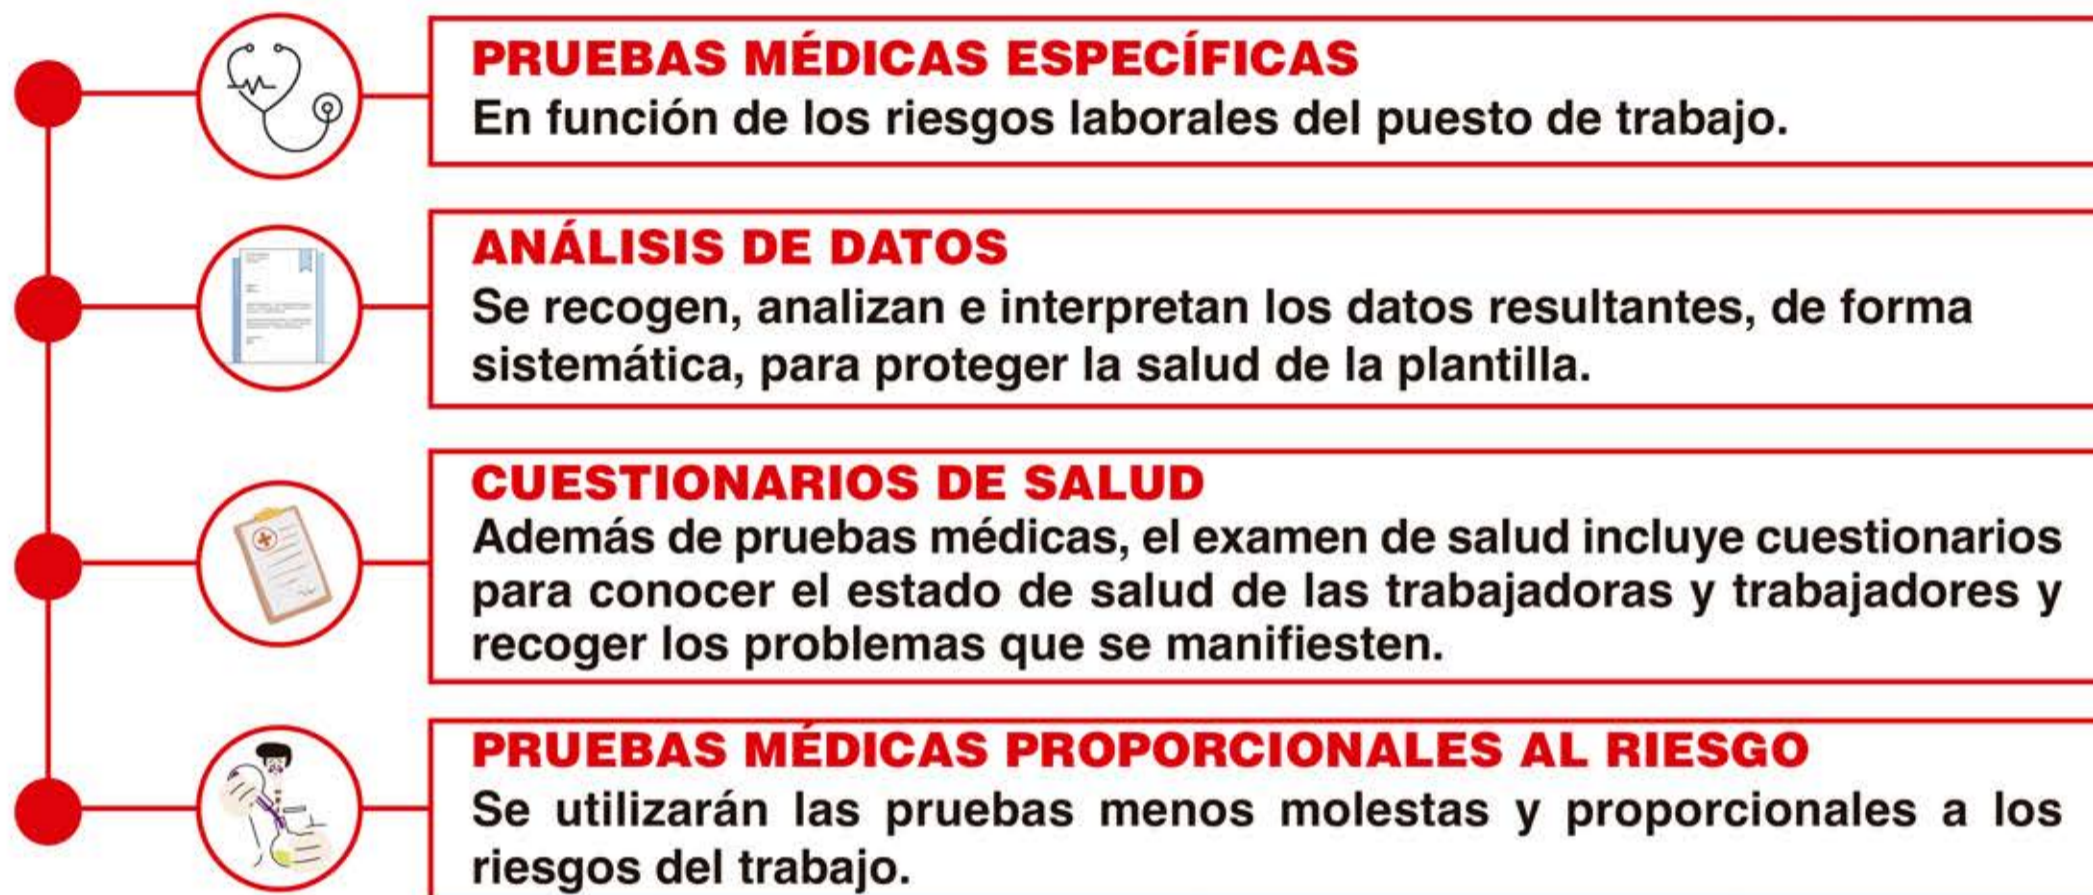 PRUEBAS MÉDICAS ESPECÍFICAS
En función de los riesgos laborales del puesto de trabajo.
ANÁLISIS DE DATOS
Se recogen, analizan e interpretan los datos resultantes, de forma
sistemática, para proteger la salud de la plantilla.
CUESTIONARIOS DE SALUD
Además de pruebas médicas, el examen de salud incluye cuestionarios
para conocer el estado de salud de las trabajadoras y trabajadores y
recoger los problemas que se manifiesten.
PRUEBAS MÉDICAS PROPORCIONALES AL RIESGO
Se utilizarán las pruebas menos molestas y proporcionales a los
riesgos del trabajo.